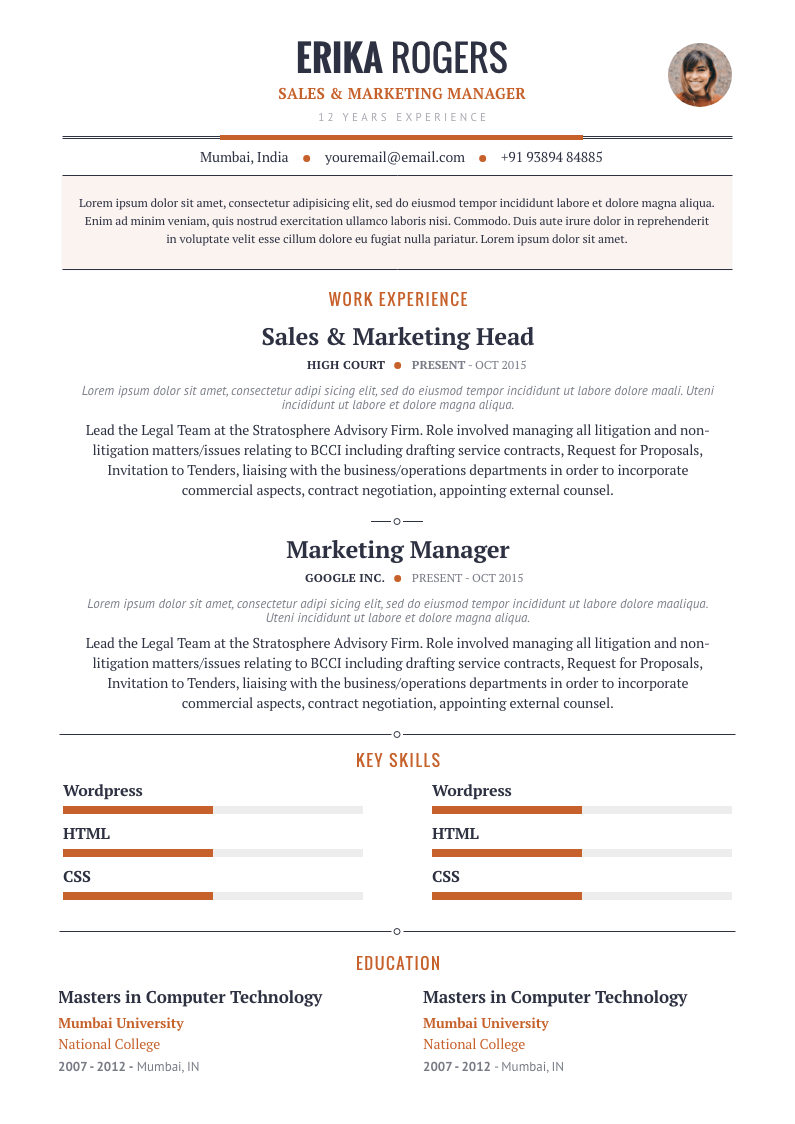 ERIKA ROGERS
SALES & MARKETING MANAGER
12 YEARS EXPERIENCE
Mumbai, India ● youremail@email.com ● +91 93894 84885
Lorem ipsum dolor sit amet, consectetur adipisicing elit, sed do eiusmod tempor incididunt labore et dolore magna aliqua.
Enim ad minim veniam, quis nostrud exercitation ullamco laboris nisi. Commodo. Duis aute irure dolor in reprehenderit
in voluptate velit esse cillum dolore eu fugiat nulla pariatur. Lorem ipsum dolor sit amet.
WORK EXPERIENCE
Sales & Marketing Head
HIGH COURT ● PRESENT - OCT 2015
Lorem ipsum dolor sit amet, consectetur adipi sicing elit, sed do eiusmod tempor incididunt ut labore dolore maali. Uteni
incididunt ut labore et dolore magna aliqua.
Lead the Legal Team at the Stratosphere Advisory Firm. Role involved managing all litigation and non-
litigation matters/issues relating to BCCI including drafting service contracts, Request for Proposals,
Invitation to Tenders, liaising with the business/operations departments in order to incorporate
commercial aspects, contract negotiation, appointing external counsel.
Marketing Manager
GOOGLE INC. ● PRESENT - OCT 2015
Lorem ipsum dolor sit amet, consectetur adipi sicing elit, sed do eiusmod tempor incididunt ut labore dolore maaliqua.
Uteni incididunt ut labore et dolore magna aliqua.
Lead the Legal Team at the Stratosphere Advisory Firm. Role involved managing all litigation and non-
litigation matters/issues relating to BCCI including drafting service contracts, Request for Proposals,
Invitation to Tenders, liaising with the business/operations departments in order to incorporate
commercial aspects, contract negotiation, appointing external counsel.
KEY SKILLS
Wordpress
HTML
CSS
Wordpress
HTML
CSS
EDUCATION
Masters in Computer Technology
Mumbai University
National College
2007 - 2012 - Mumbai, IN
Masters in Computer Technology
Mumbai University
National College
2007 - 2012 - Mumbai, IN